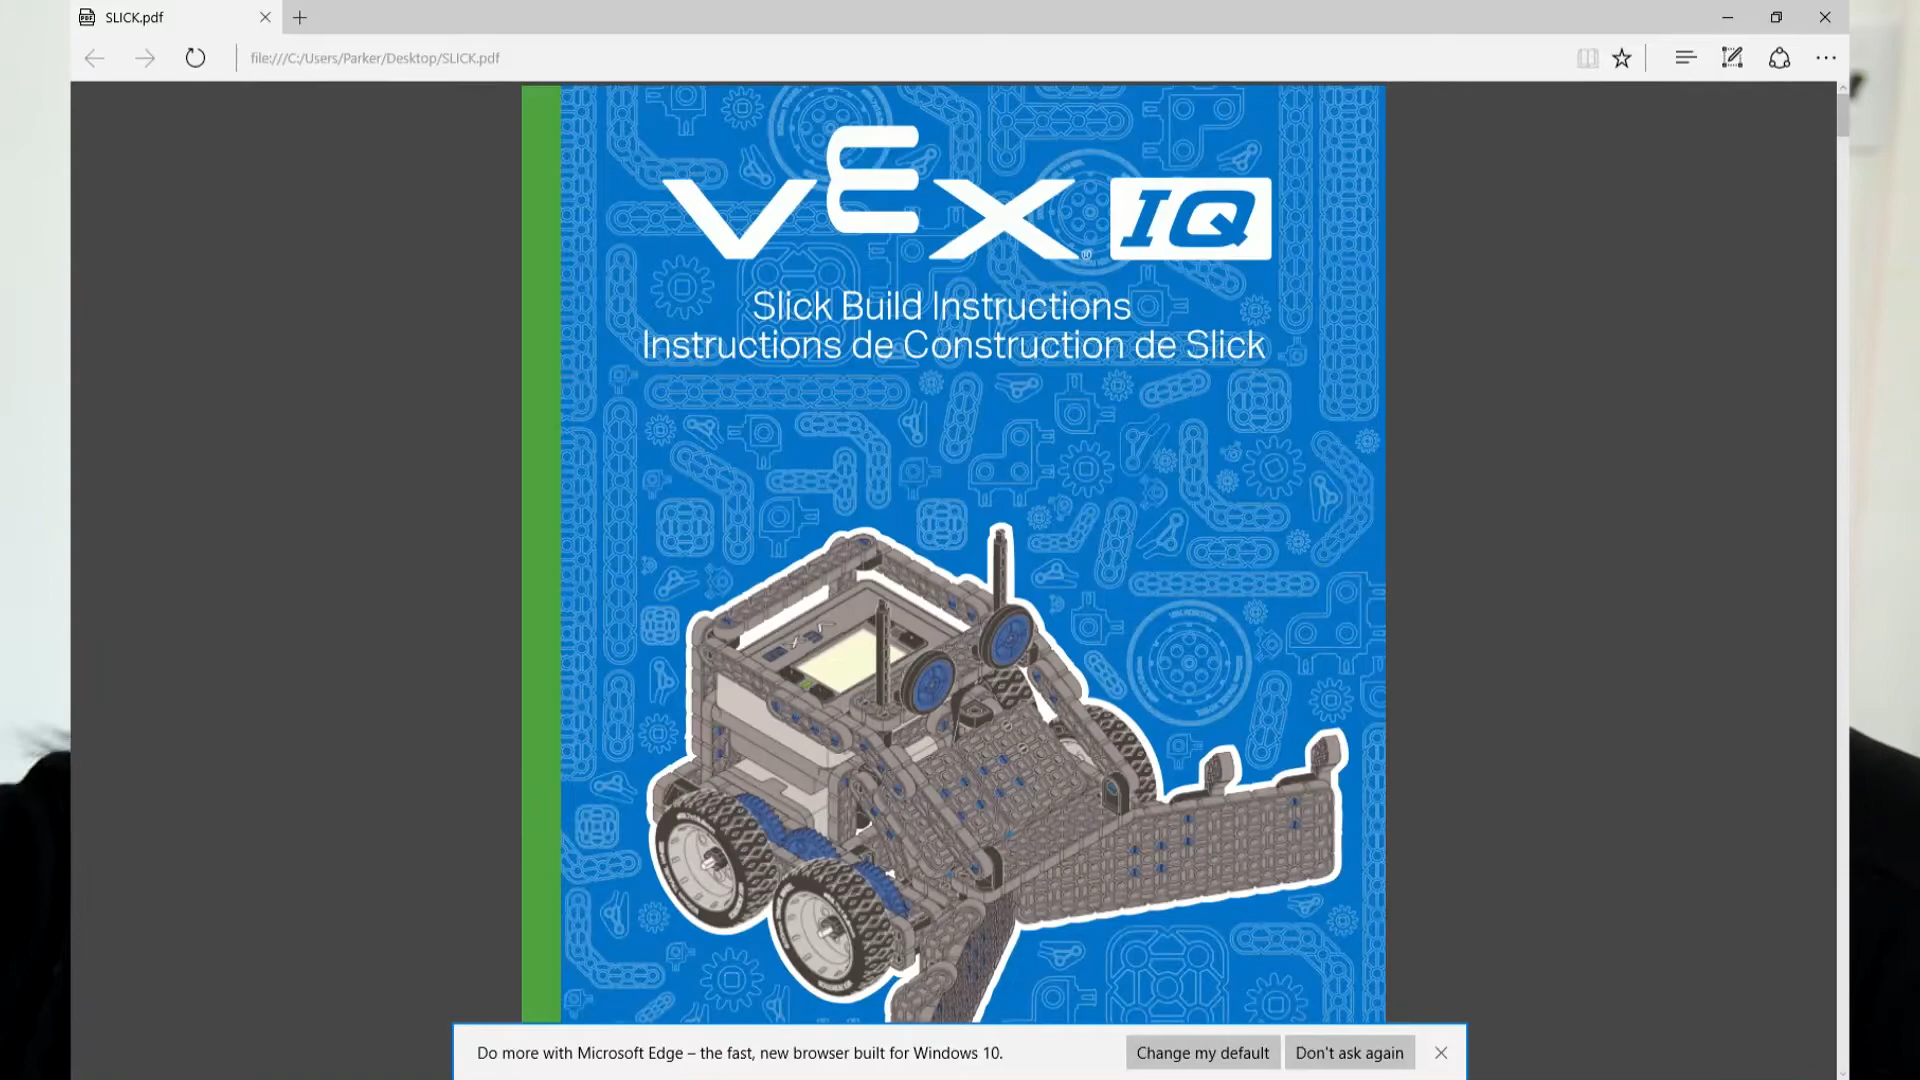 SLICK.pdf
file:///C:/Users/Parker/Desktop/SLICK.pdf
VEX IQ
Slick Build Instructions
Instructions de Construction de Slick
Do more with Microsoft Edge – the fast, new browser built for Windows 10.
Change my default
Don't ask again